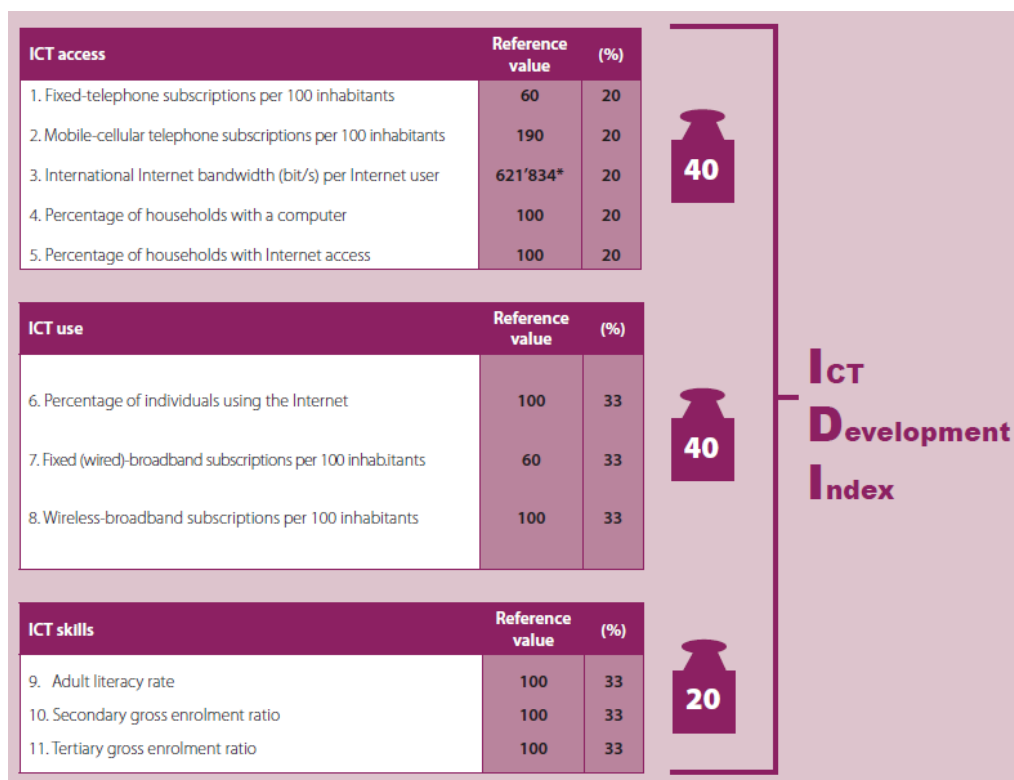 ICT access Reference value (%)
1. Fixed-telephone subscriptions per 100 inhabitants 60 20
2. Mobile-cellular telephone subscriptions per 100 inhabitants 190 20
3. International Internet bandwidth (bit/s) per Internet user 621'834* 20
4. Percentage of households with a computer 100 20
5. Percentage of households with Internet access 100 20
40
ICT use Reference value (%)
6. Percentage of individuals using the Internet 100 33
7. Fixed (wired)-broadband subscriptions per 100 inhab.itants 60 33
8. Wireless-broadband subscriptions per 100 inhabitants 100 33
40
ICT skills Reference value (%)
9. Adult literacy rate 100 33
10. Secondary gross enrolment ratio 100 33
11. Tertiary gross enrolment ratio 100 33
20
ICT
Development
Index